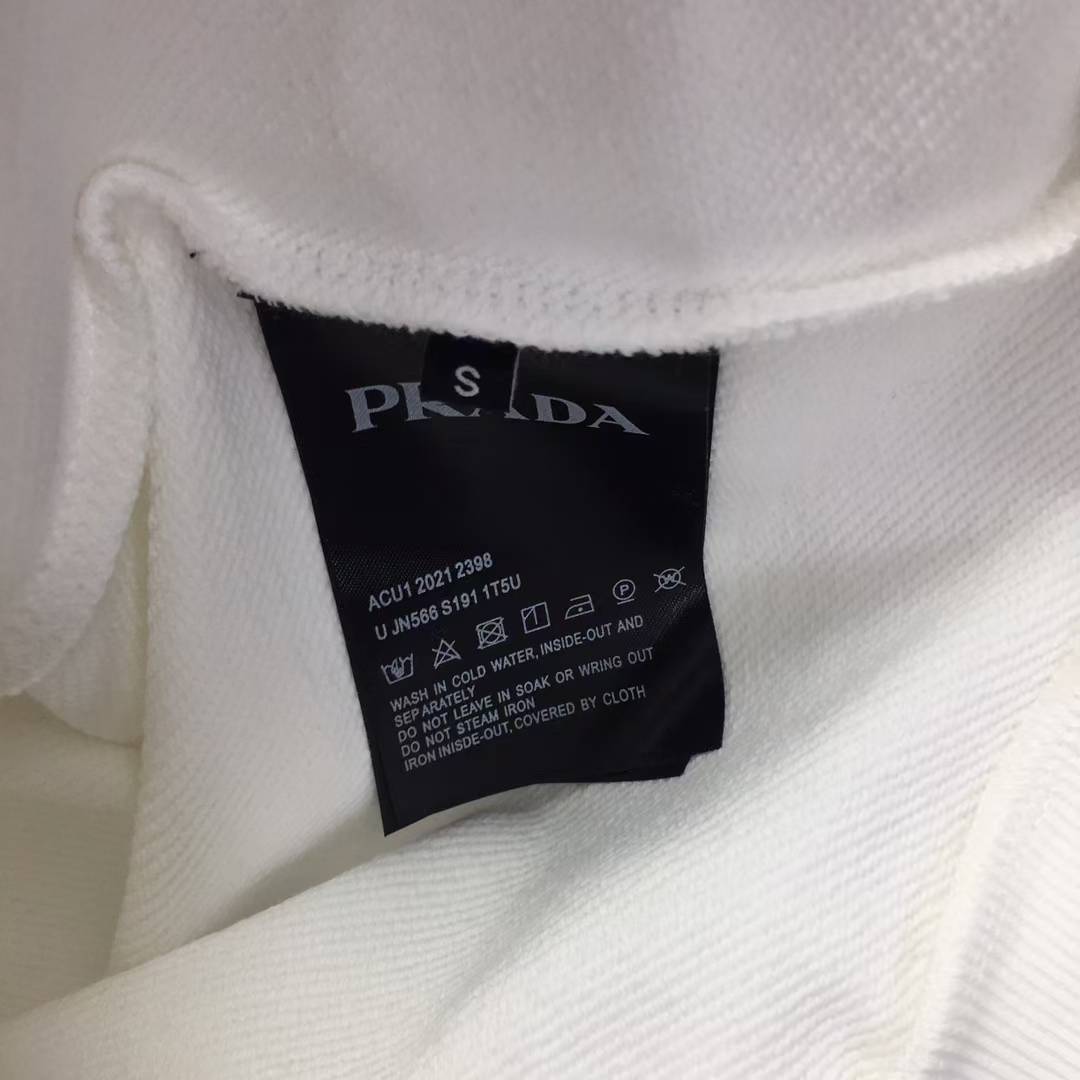 S
PRADA
ACU1 2021 2398
U JN566 S191 1T5U
P W
WASH IN COLD WATER, INSIDE-OUT AND
SEPARATELY
DO NOT LEAVE IN SOAK OR WRING OUT
DO NOT STEAM IRON
IRON INISDE-OUT, COVERED BY CLOTH